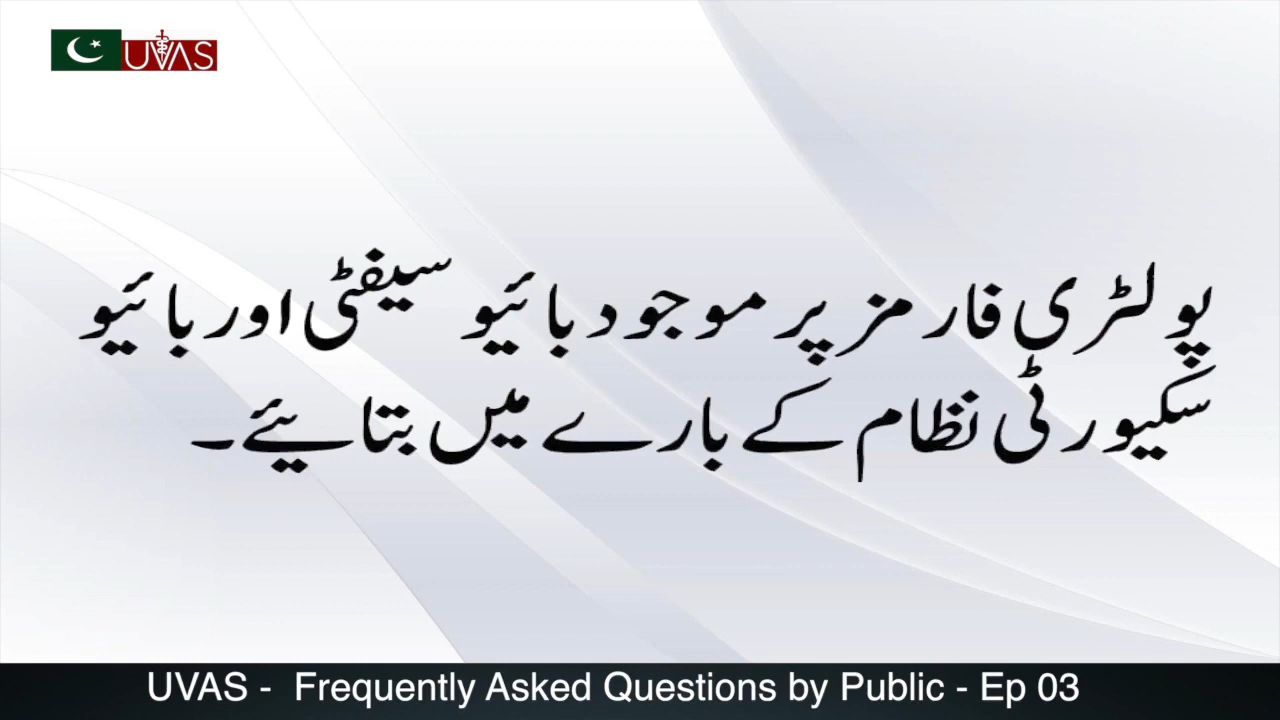 UVAS
پولٹری فارمز پر موجود بائیو سیفٹی اور بائیو
سکیورٹی نظام کے بارے میں بتایئے۔
UVAS - Frequently Asked Questions by Public - Ep 03